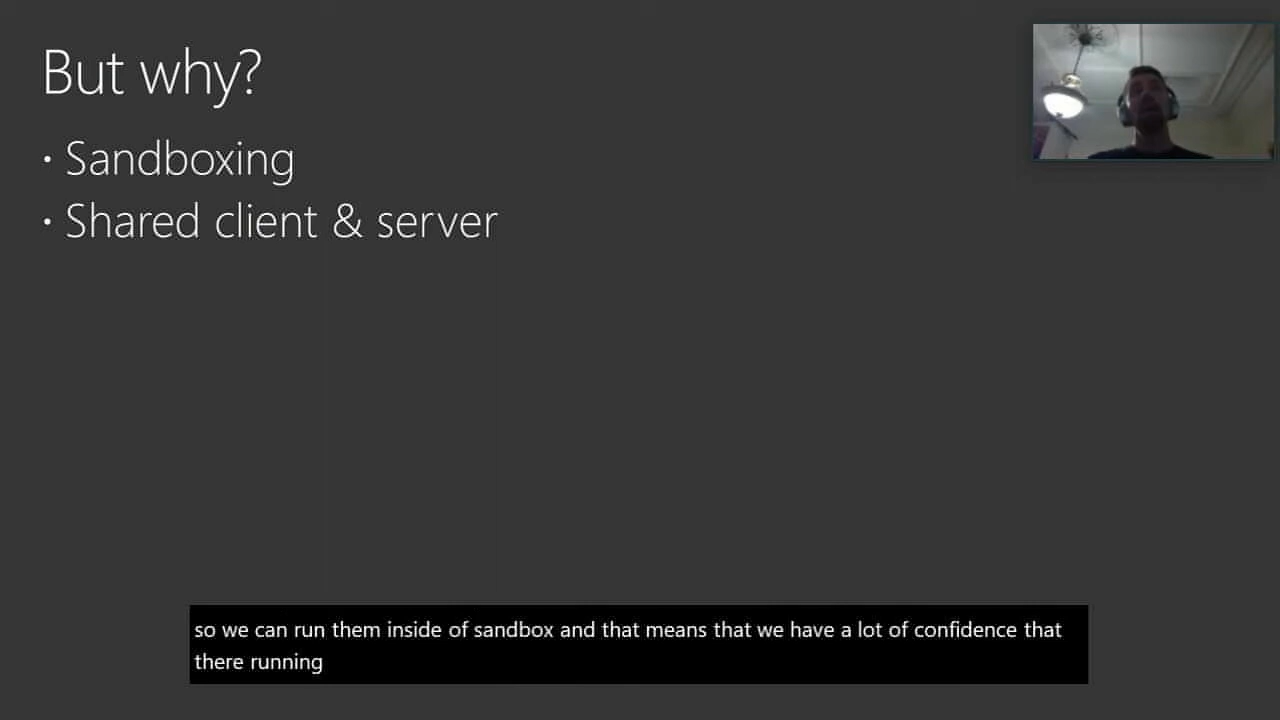 But why?
· Sandboxing
· Shared client & server
so we can run them inside of sandbox and that means that we have a lot of confidence that
there running